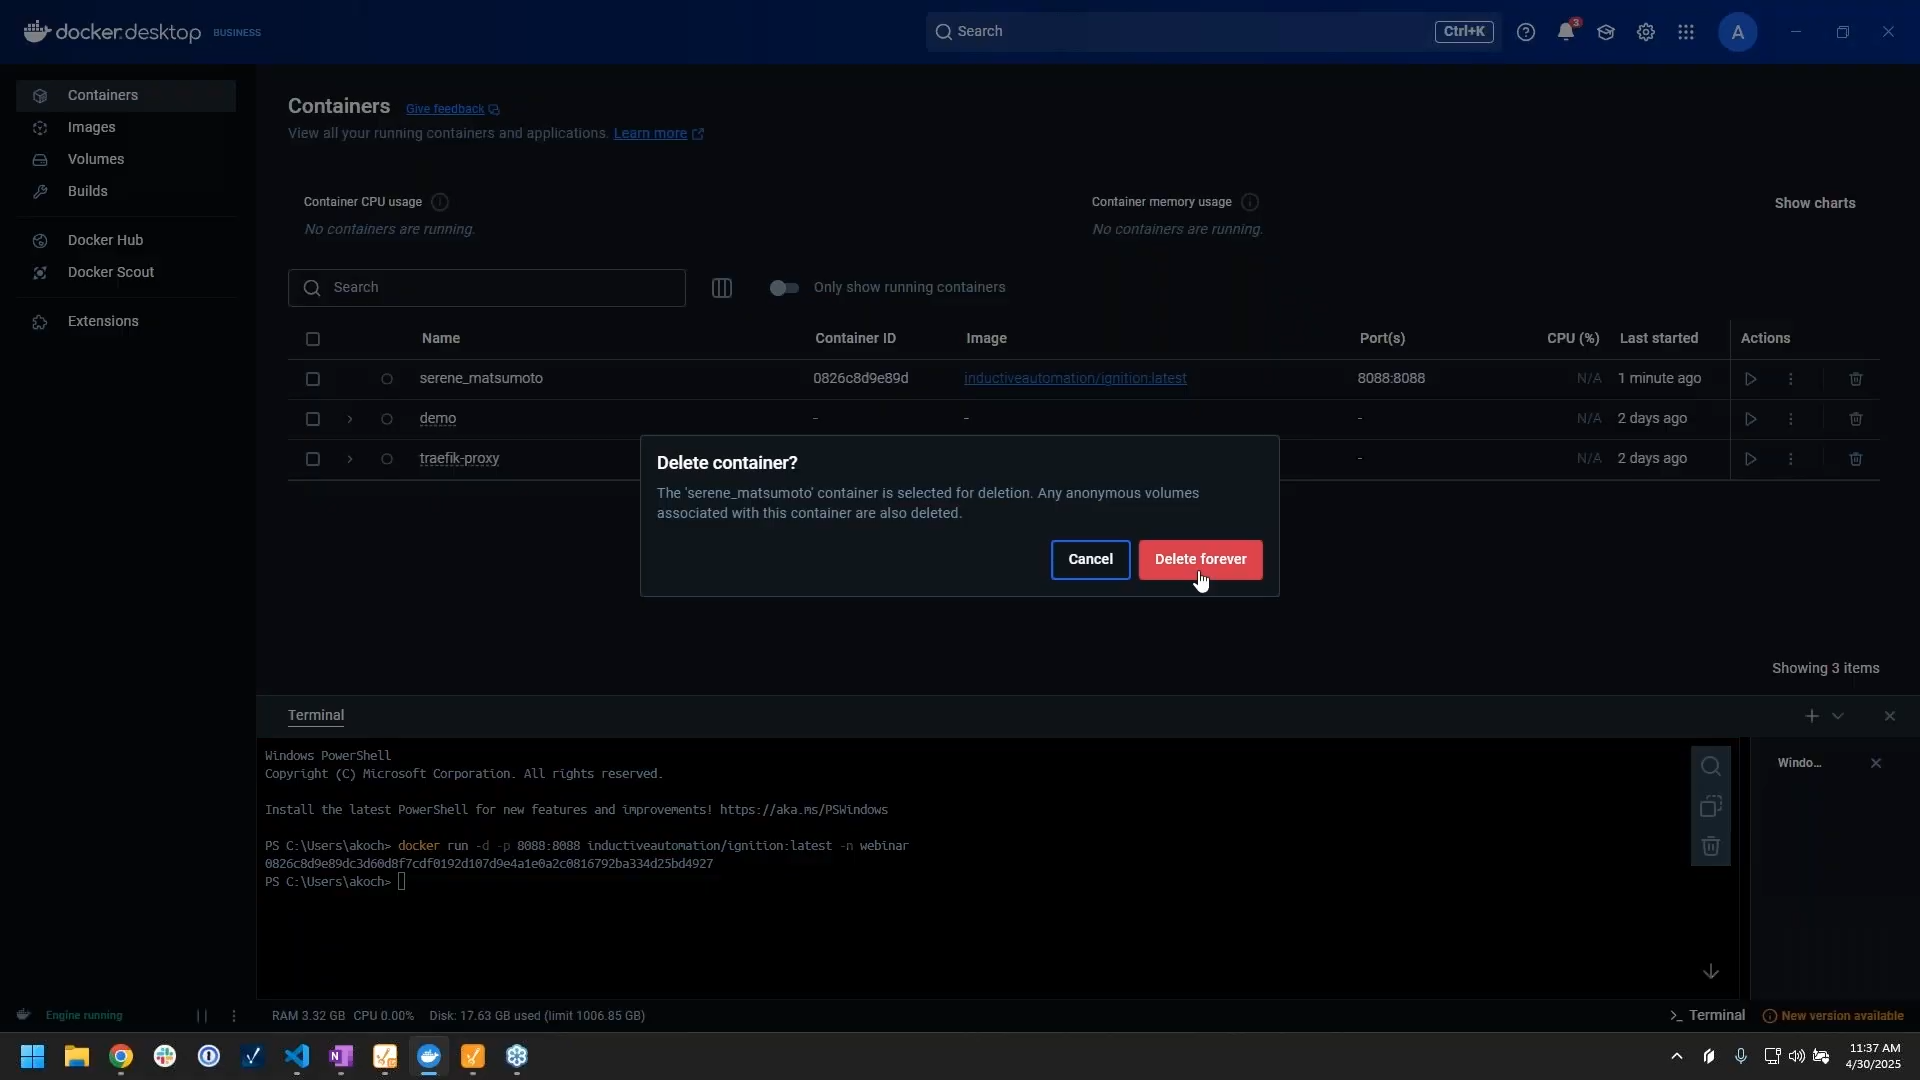 docker.desktop BUSINESS
Search
Ctrl+K
3
A
Containers
Images
Volumes
Builds
Docker Hub
Docker Scout
Extensions
Containers Give feedback
View all your running containers and applications. Learn more
Container CPU usage
No containers are running.
Container memory usage
No containers are running.
Show charts
Search
Only show running containers
Name Container ID Image Port(s) CPU (%) Last started Actions
serene_matsumoto 0826c8d9e89d inductiveautomation/ignition:latest 8088:8088 N/A 1 minute ago
demo - - - N/A 2 days ago
traefik-proxy - N/A 2 days ago
Delete container?
The 'serene_matsumoto' container is selected for deletion. Any anonymous volumes
associated with this container are also deleted.
Cancel Delete forever
Showing 3 items
Terminal
Windows PowerShell
Copyright (C) Microsoft Corporation. All rights reserved.
Install the latest PowerShell for new features and improvements! https://aka.ms/PSWindows
PS C:\Users\akoch> docker run -d -p 8088:8088 inductiveautomation/ignition:latest -n webinar
0826c8d9e89dc3d60d8f7cdf0192d107d9e4a1e0a2c0816792ba334d25bd4927
PS C:\Users\akoch>
Windo...
Engine running
RAM 3.32 GB CPU 0.00% Disk: 17.63 GB used (limit 1006.85 GB)
>_ Terminal
New version available
11:37 AM
4/30/2025